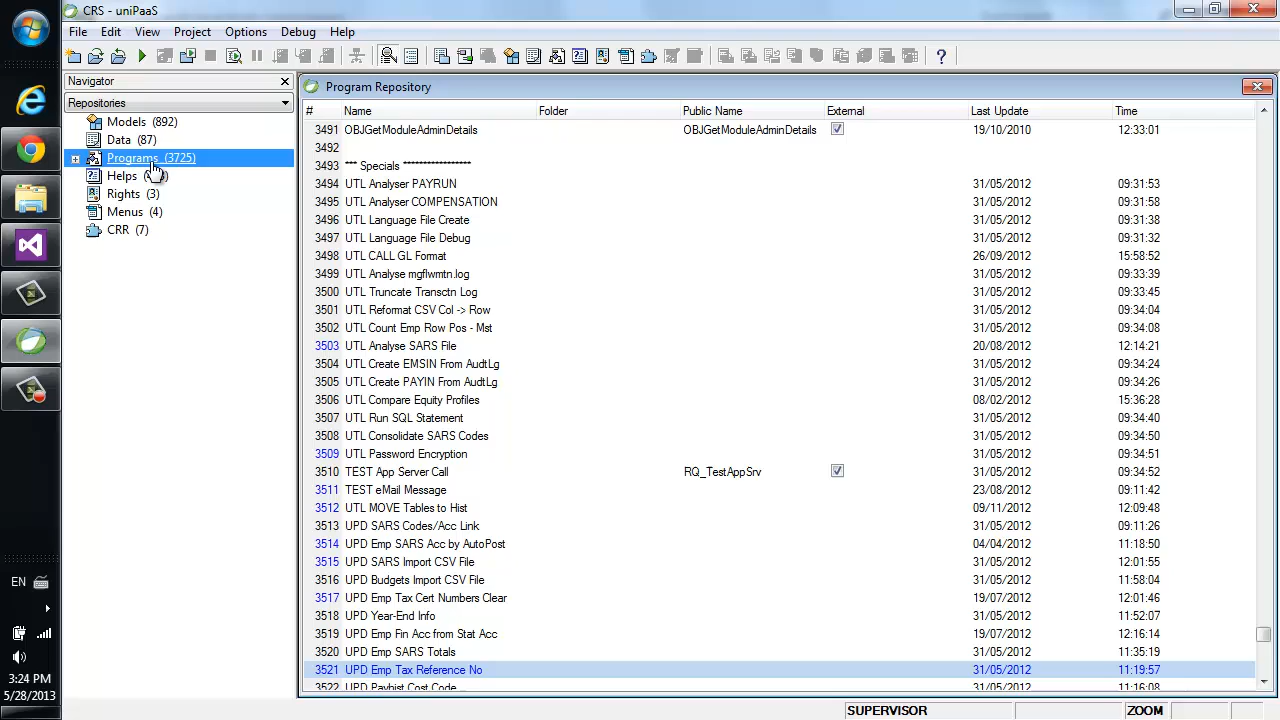 CRS - uniPaaS
File Edit View Project Options Debug Help
Navigator
Repositories
Models (892)
Data (87)
Programs (3725)
Helps
Rights (3)
Menus (4)
CRR (7)
Program Repository
# Name Folder Public Name External Last Update Time
3491 OBJGetModuleAdminDetails OBJGetModuleAdminDetails 19/10/2010 12:33:01
3492
3493 *** Specials *****************
3494 UTL Analyser PAYRUN 31/05/2012 09:31:53
3495 UTL Analyser COMPENSATION 31/05/2012 09:31:58
3496 UTL Language File Create 31/05/2012 09:31:38
3497 UTL Language File Debug 31/05/2012 09:31:32
3498 UTL CALL GL Format 26/09/2012 15:58:52
3499 UTL Analyse mgflwmtn.log 31/05/2012 09:33:39
3500 UTL Truncate Transctn Log 31/05/2012 09:33:45
3501 UTL Reformat CSV Col -> Row 31/05/2012 09:34:04
3502 UTL Count Emp Row Pos - Mst 31/05/2012 09:34:08
3503 UTL Analyse SARS File 20/08/2012 12:14:21
3504 UTL Create EMSIN From AudtLg 31/05/2012 09:34:24
3505 UTL Create PAYIN From AudtLg 31/05/2012 09:34:26
3506 UTL Compare Equity Profiles 08/02/2012 15:36:28
3507 UTL Run SQL Statement 31/05/2012 09:34:40
3508 UTL Consolidate SARS Codes 31/05/2012 09:34:50
3509 UTL Password Encryption 31/05/2012 09:34:51
3510 TEST App Server Call RQ_TestAppSrv 31/05/2012 09:34:52
3511 TEST eMail Message 23/08/2012 09:11:42
3512 UTL MOVE Tables to Hist 09/11/2012 12:09:48
3513 UPD SARS Codes/Acc Link 31/05/2012 09:11:26
3514 UPD Emp SARS Acc by AutoPost 04/04/2012 11:18:50
3515 UPD SARS Import CSV File 31/05/2012 12:01:55
3516 UPD Budgets Import CSV File 31/05/2012 11:58:04
3517 UPD Emp Tax Cert Numbers Clear 19/07/2012 12:01:46
3518 UPD Year-End Info 31/05/2012 11:52:07
3519 UPD Emp Fin Acc from Stat Acc 19/07/2012 12:16:14
3520 UPD Emp SARS Totals 31/05/2012 11:35:19
3521 UPD Emp Tax Reference No 31/05/2012 11:19:57
3522 UPD Payhist Cost Code 31/05/2012 11:16:08
EN
3:24 PM
5/28/2013
SUPERVISOR ZOOM